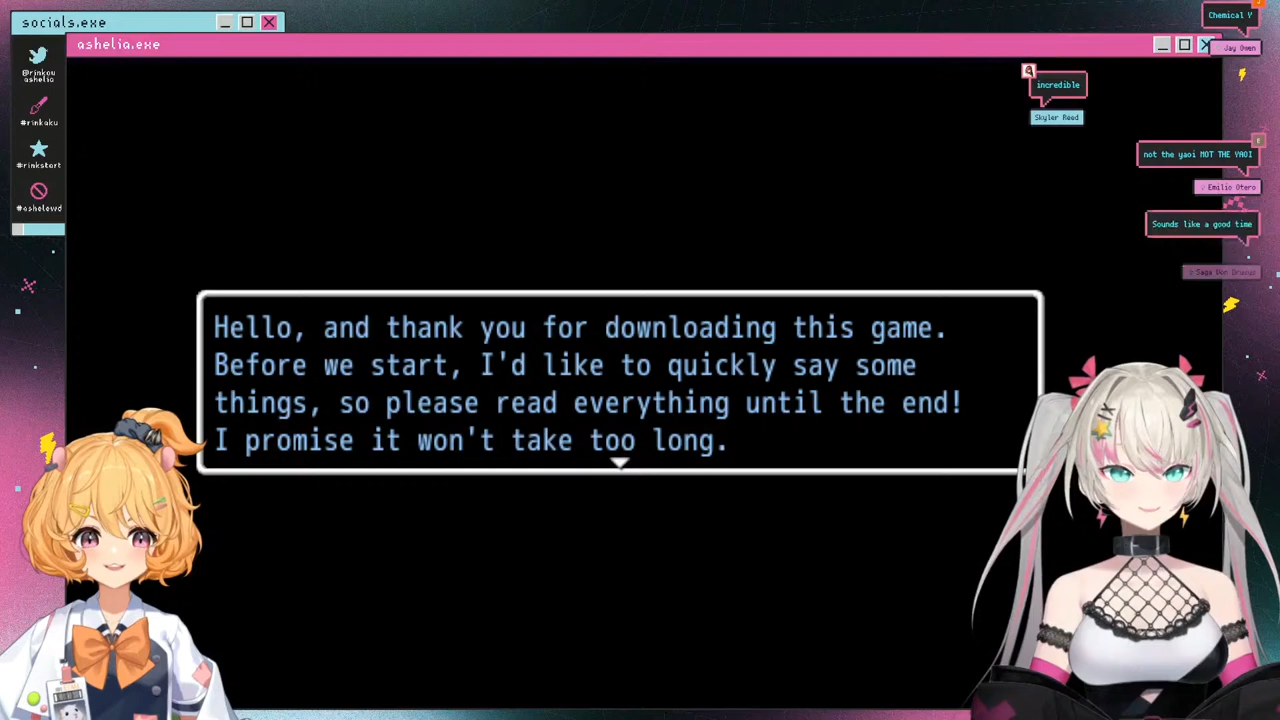 socials.exe
ashelia.exe
@rinkou
ashelia
#rinkaku
#rinkstart
#ashelewd
Chemical Y
Jay Owen
incredible
Skyler Reed
not the yaoi NOT THE YAOI
Emilio Otero
Sounds like a good time
Hello, and thank you for downloading this game.
Before we start, I'd like to quickly say some
things, so please read everything until the end!
I promise it won't take too long.